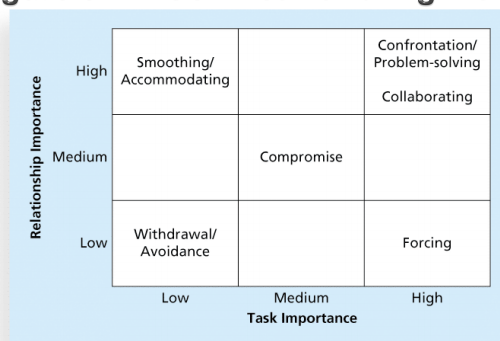 High
Smoothing/
Accommodating
Confrontation/
Problem-solving
Collaborating
Relationship Importance
Medium
Compromise
Low
Withdrawal/
Avoidance
Forcing
Low
Medium
High
Task Importance